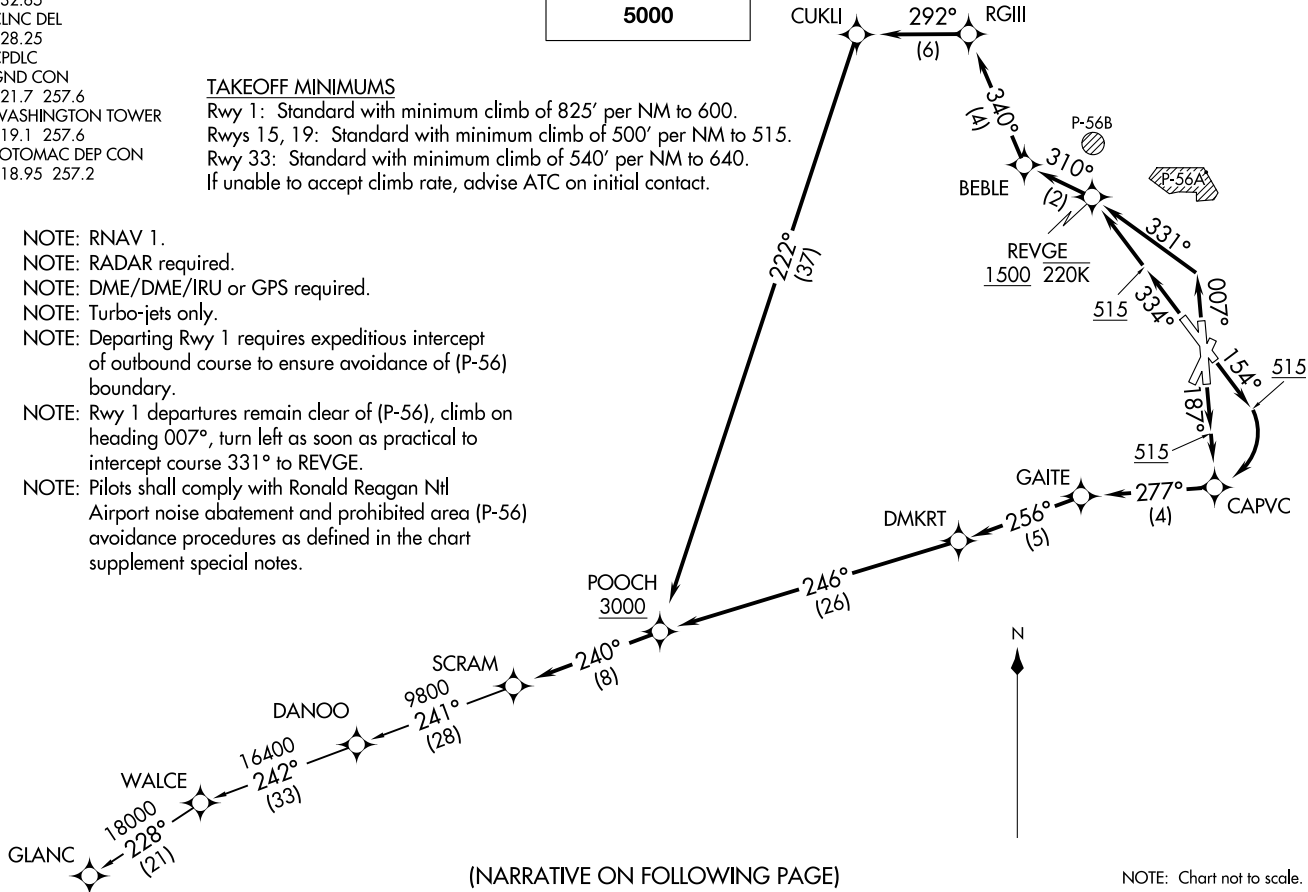 LNC DEL
28.25
PDLC
GND CON
21.7 257.6
WASHINGTON TOWER
19.1 257.6
OTOMAC DEP CON
18.95 257.2
5000
TAKEOFF MINIMUMS
Rwy 1: Standard with minimum climb of 825' per NM to 600.
Rwys 15, 19: Standard with minimum climb of 500' per NM to 515.
Rwy 33: Standard with minimum climb of 540' per NM to 640.
If unable to accept climb rate, advise ATC on initial contact.
NOTE: RNAV 1.
NOTE: RADAR required.
NOTE: DME/DME/IRU or GPS required.
NOTE: Turbo-jets only.
NOTE: Departing Rwy 1 requires expeditious intercept
of outbound course to ensure avoidance of (P-56)
boundary.
NOTE: Rwy 1 departures remain clear of (P-56), climb on
heading 007°, turn left as soon as practical to
intercept course 331° to REVGE.
NOTE: Pilots shall comply with Ronald Reagan Ntl
Airport noise abatement and prohibited area (P-56)
avoidance procedures as defined in the chart
supplement special notes.
CUKLI
292°
(6)
RGIII
340°
(4)
P-56B
P-56A
BEBLE
310°
(2)
REVGE
1500 220K
331°
515
334°
007°
154°
515
187°
515
222°
(37)
GAITE
277°
(4)
CAPVC
DMKRT
256°
(5)
246°
(26)
POOCH
3000
240°
(8)
SCRAM
9800
241°
(28)
DANOO
16400
242°
(33)
WALCE
18000
228°
(21)
GLANC
N
(NARRATIVE ON FOLLOWING PAGE)
NOTE: Chart not to scale.